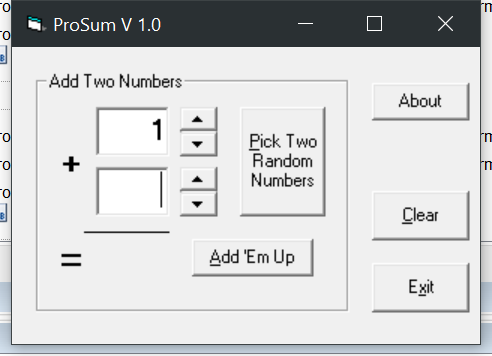 ProSum V 1.0
Add Two Numbers
1
+
=
Pick Two
Random
Numbers
Add 'Em Up
About
Clear
Exit